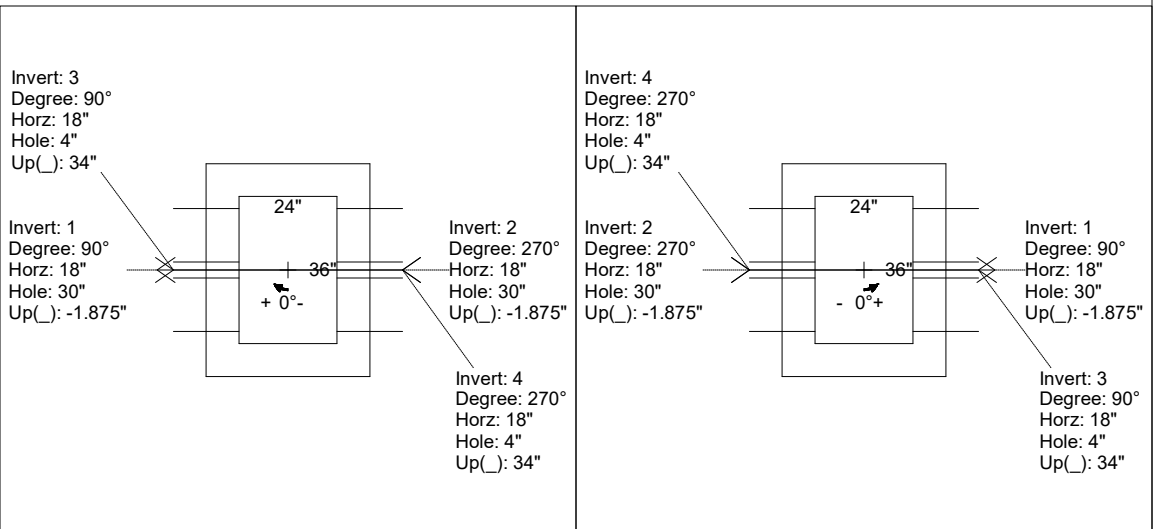 Invert: 3
Degree: 90°
Horz: 18"
Hole: 4"
Up(_): 34"
Invert: 1
Degree: 90°
Horz: 18"
Hole: 30"
Up(_): -1.875"
24"
36"
+ 0°-
Invert: 2
Degree: 270°
Horz: 18"
Hole: 30"
Up(_): -1.875"
Invert: 4
Degree: 270°
Horz: 18"
Hole: 4"
Up(_): 34"
Invert: 4
Degree: 270°
Horz: 18"
Hole: 4"
Up(_): 34"
Invert: 2
Degree: 270°
Horz: 18"
Hole: 30"
Up(_): -1.875"
24"
36"
- 0°+
Invert: 1
Degree: 90°
Horz: 18"
Hole: 30"
Up(_): -1.875"
Invert: 3
Degree: 90°
Horz: 18"
Hole: 4"
Up(_): 34"